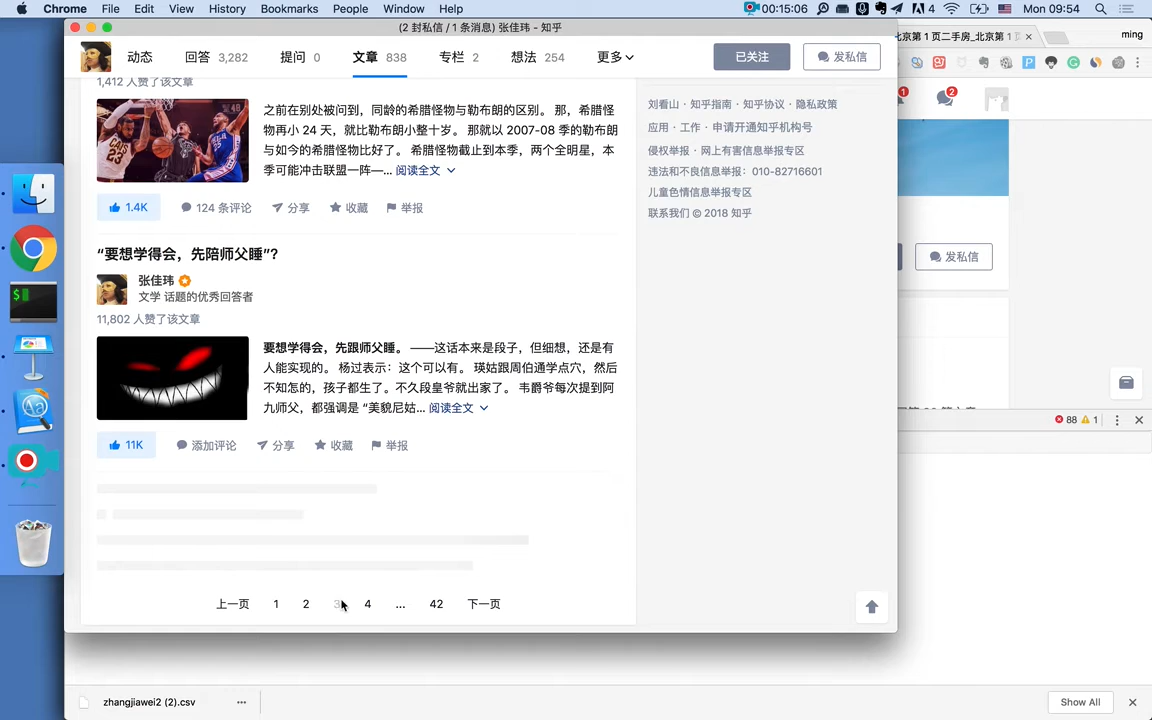 Chrome File Edit View History Bookmarks People Window Help 00:15:06 4 Mon 09:54
(2 封私信 / 1 条消息) 张佳玮 - 知乎
北京第 1 页二手房_北京第 1 页
ming
动态 回答 3,282 提问 0 文章 838 专栏 2 想法 254 更多 已关注 发私信
1,412 人赞了该文章
1 2
之前在别处被问到，同龄的希腊怪物与勒布朗的区别。 那，希腊怪
物再小 24 天，就比勒布朗小整十岁。 那就以 2007-08 季的勒布朗
与如今的希腊怪物比好了。 希腊怪物截止到本季，两个全明星，本
季可能冲击联盟一阵—... 阅读全文
CAVS
23
刘看山 · 知乎指南 · 知乎协议 · 隐私政策
应用 · 工作 · 申请开通知乎机构号
侵权举报 · 网上有害信息举报专区
违法和不良信息举报：010-82716601
儿童色情信息举报专区
联系我们 © 2018 知乎
1.4K 124 条评论 分享 收藏 举报
“要想学得会，先陪师父睡”?
张佳玮
文学 话题的优秀回答者
11,802 人赞了该文章
发私信
要想学得会，先跟师父睡。 ——这话本来是段子，但细想，还是有
人能实现的。 杨过表示：这个可以有。 瑛姑跟周伯通学点穴，然后
不知怎的，孩子都生了。不久段皇爷就出家了。 韦爵爷每次提到阿
九师父，都强调是 “美貌尼姑... 阅读全文
11K 添加评论 分享 收藏 举报
88 1
上一页 1 2 3 4 ... 42 下一页
zhangjiawei2 (2).csv ... Show All